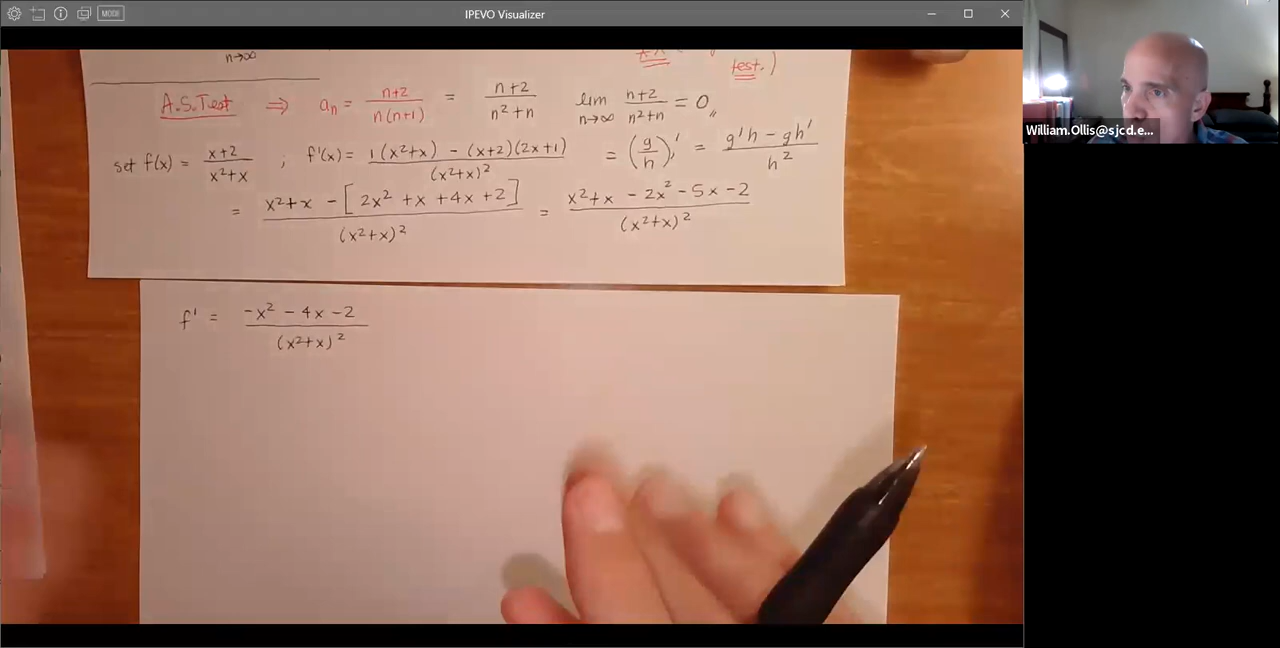 MODE
IPEVO Visualizer
n→∞
test.)
A.S.Test ⇒ aₙ = n+2 / n(n+1) = n+2 / n²+n lim n→∞ n+2 / n²+n = 0
set f(x) = x+2 / x²+x ; f'(x) = 1(x²+x) - (x+2)(2x+1) / (x²+x)² = (g/h)' = g'h - gh' / h²
= x²+x - [2x² + x + 4x + 2] / (x²+x)² = x²+x - 2x² - 5x - 2 / (x²+x)²
f' = -x² - 4x - 2 / (x²+x)²
William.Ollis@sjcd.e...